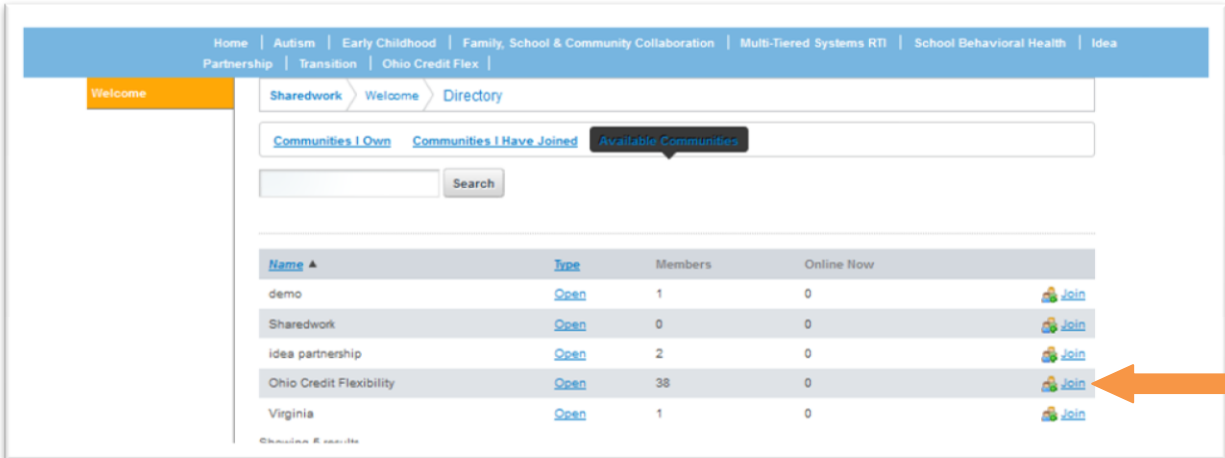 Home | Autism | Early Childhood | Family, School & Community Collaboration | Multi-Tiered Systems RTI | School Behavioral Health | Idea
Partnership | Transition | Ohio Credit Flex |
Welcome
Sharedwork Welcome Directory
Communities I Own Communities I Have Joined Available Communities
Search
Name ▲ Type Members Online Now
demo Open 1 0 Join
Sharedwork Open 0 0 Join
idea partnership Open 2 0 Join
Ohio Credit Flexibility Open 38 0 Join
Virginia Open 1 0 Join
Showing 5 results